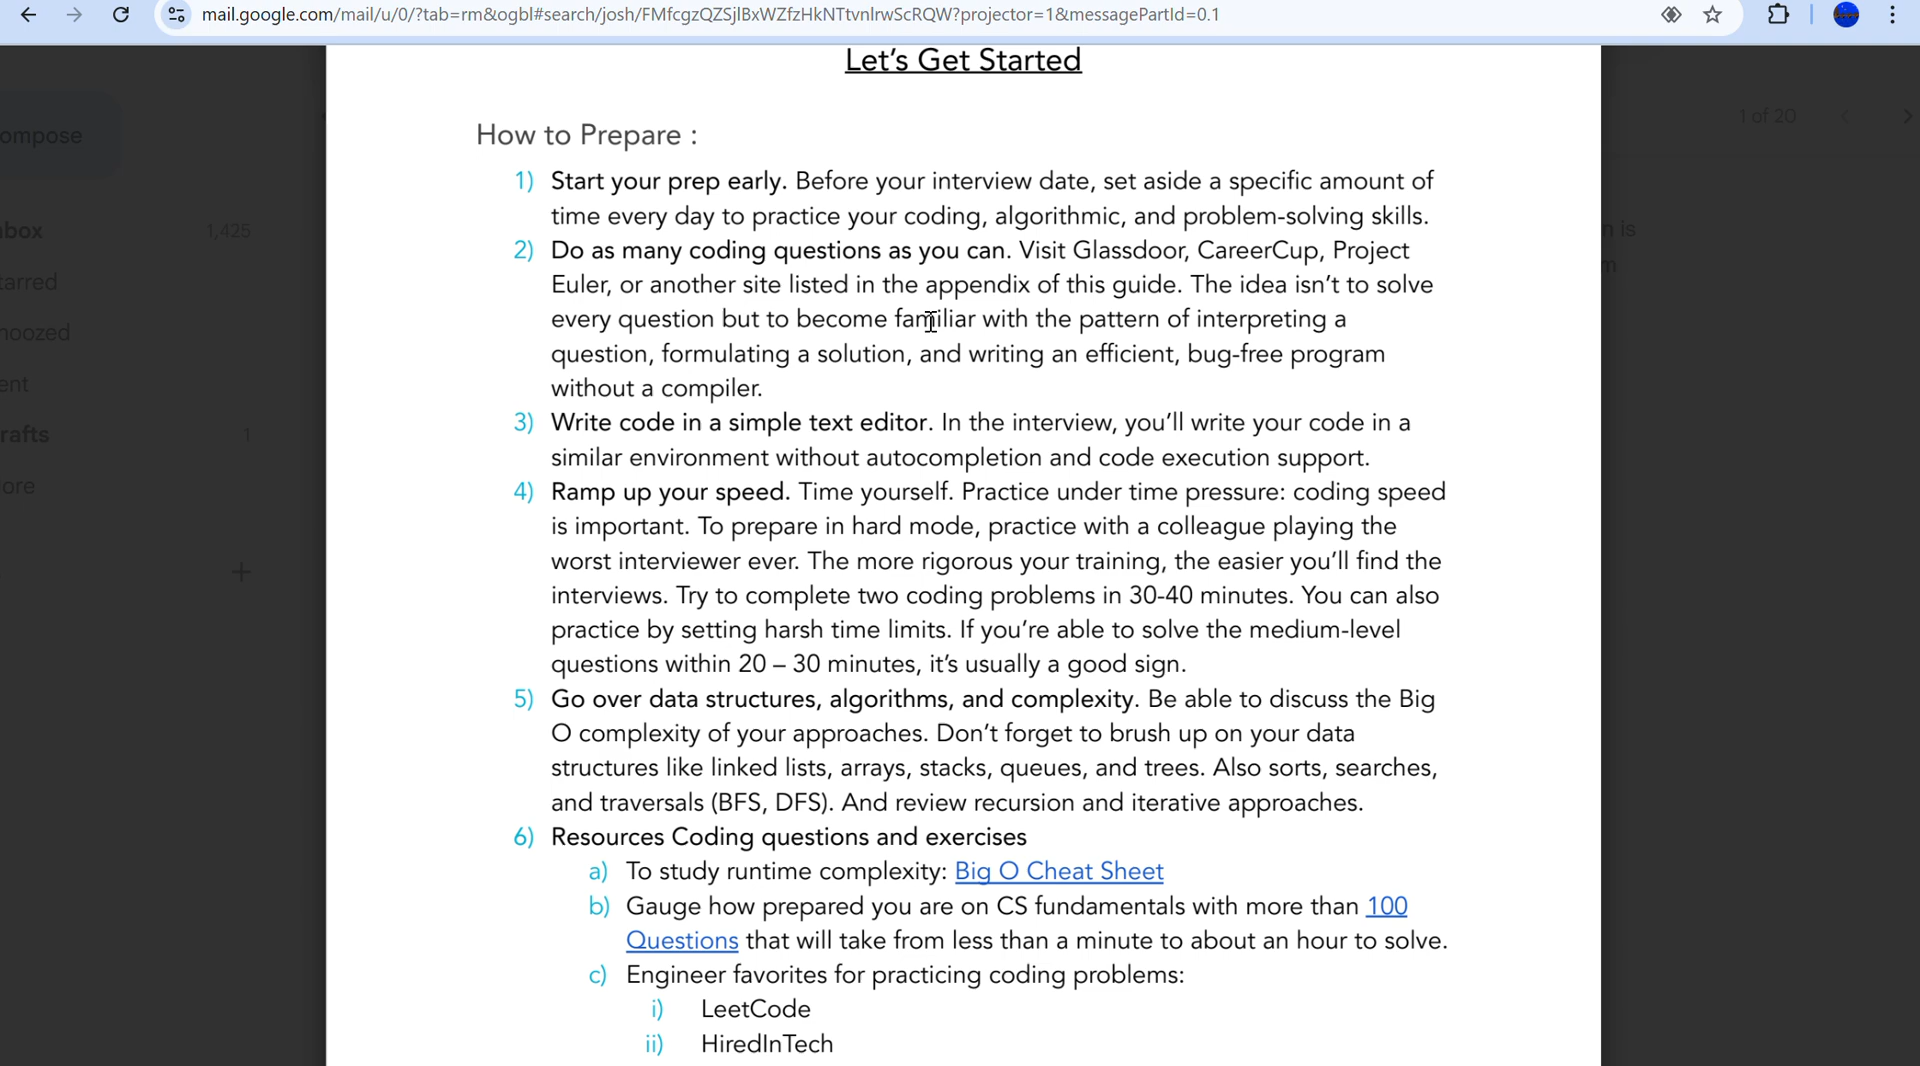 mail.google.com/mail/u/0/?tab=rm&ogbl#search/josh/FMfcgzQZSjlBxWZfzHkNTtvnlrwScRQW?projector=1&messagePartId=0.1
Let's Get Started
ompose
1 of 20
How to Prepare :
1) Start your prep early. Before your interview date, set aside a specific amount of
time every day to practice your coding, algorithmic, and problem-solving skills.
box 1,425
n is
2) Do as many coding questions as you can. Visit Glassdoor, CareerCup, Project
m
arred
Euler, or another site listed in the appendix of this guide. The idea isn't to solve
noozed
every question but to become familiar with the pattern of interpreting a
question, formulating a solution, and writing an efficient, bug-free program
ent
without a compiler.
rafts 1
3) Write code in a simple text editor. In the interview, you'll write your code in a
similar environment without autocompletion and code execution support.
ore
4) Ramp up your speed. Time yourself. Practice under time pressure: coding speed
is important. To prepare in hard mode, practice with a colleague playing the
worst interviewer ever. The more rigorous your training, the easier you'll find the
interviews. Try to complete two coding problems in 30-40 minutes. You can also
practice by setting harsh time limits. If you're able to solve the medium-level
questions within 20 – 30 minutes, it's usually a good sign.
5) Go over data structures, algorithms, and complexity. Be able to discuss the Big
O complexity of your approaches. Don't forget to brush up on your data
structures like linked lists, arrays, stacks, queues, and trees. Also sorts, searches,
and traversals (BFS, DFS). And review recursion and iterative approaches.
6) Resources Coding questions and exercises
a) To study runtime complexity: Big O Cheat Sheet
b) Gauge how prepared you are on CS fundamentals with more than 100
Questions that will take from less than a minute to about an hour to solve.
c) Engineer favorites for practicing coding problems:
i) LeetCode
ii) HiredInTech